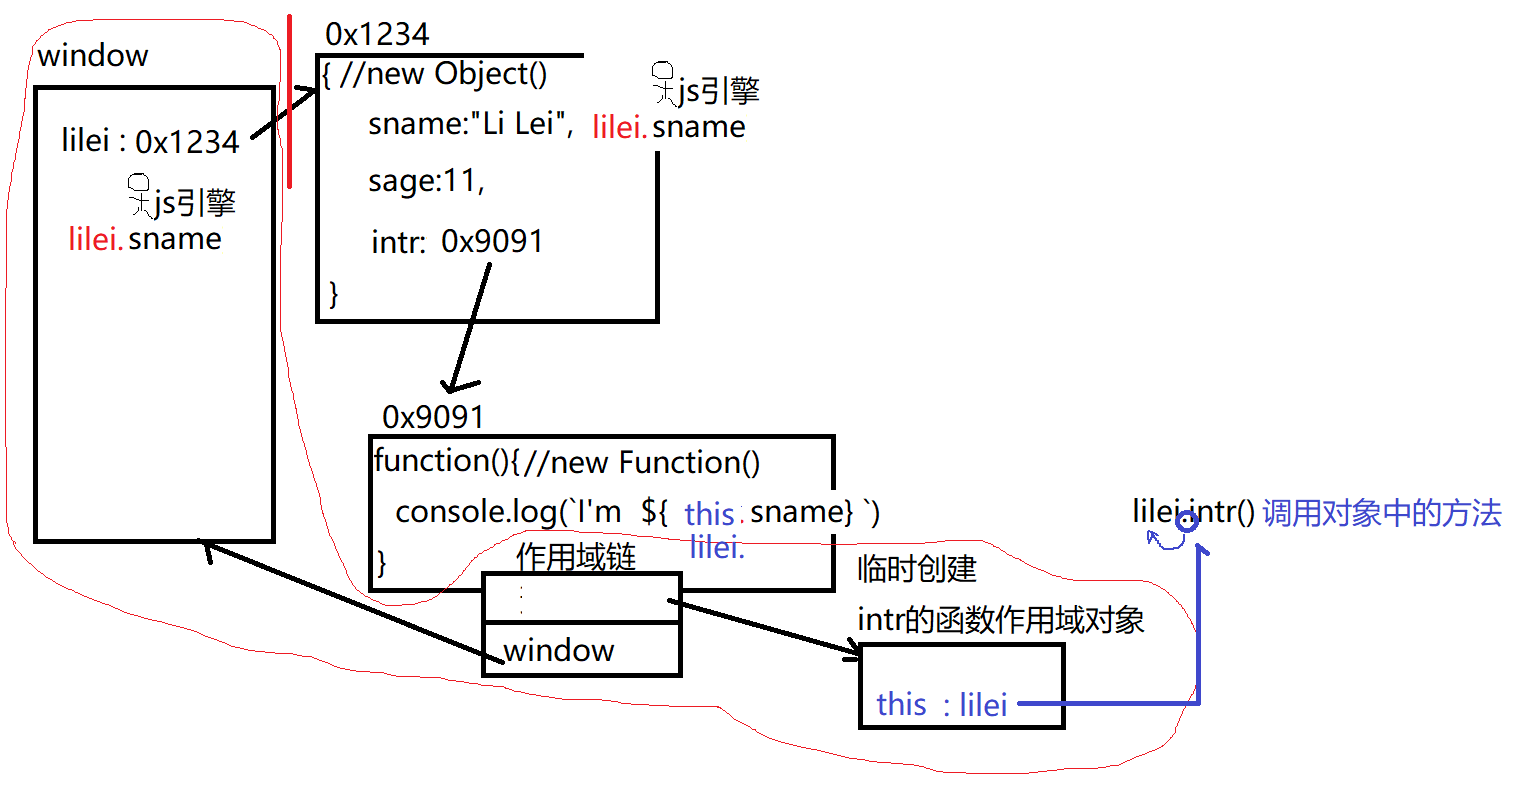 window
lilei : 0x1234
js引擎
lilei.sname
0x1234
{ //new Object()
js引擎
sname:"Li Lei", lilei.sname
sage:11,
intr: 0x9091
}
0x9091
function(){ //new Function()
console.log(`I'm ${ this.sname} `)
lilei.
}
作用域链
window
临时创建
intr的函数作用域对象
this : lilei
lilei.intr() 调用对象中的方法